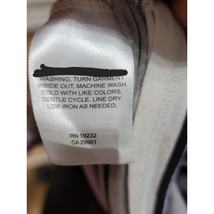 WASHING, TURN GARMENT
INSIDE OUT, MACHINE WASH
COLD WITH LIKE COLORS,
GENTLE CYCLE, LINE DRY,
LOW IRON AS NEEDED.
RN 19232
CA 29961